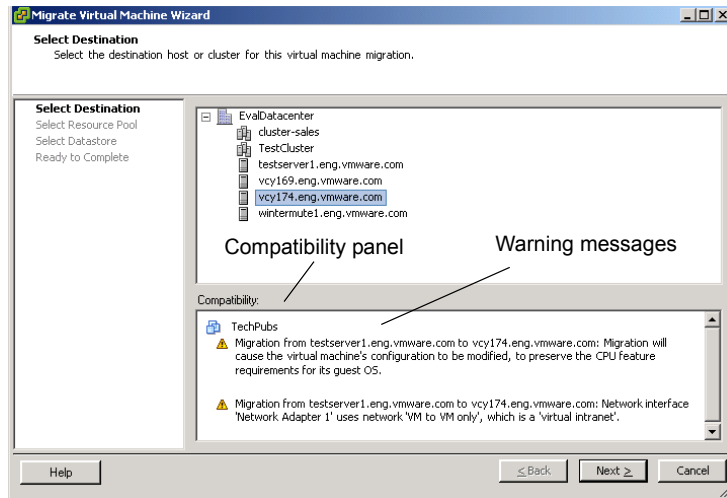 Migrate Virtual Machine Wizard
Select Destination
Select the destination host or cluster for this virtual machine migration.
Select Destination
Select Resource Pool
Select Datastore
Ready to Complete
EvalDatacenter
cluster-sales
TestCluster
testserver1.eng.vmware.com
vcy169.eng.vmware.com
vcy174.eng.vmware.com
wintermute1.eng.vmware.com
Compatibility panel
Warning messages
Compatibility:
TechPubs
Migration from testserver1.eng.vmware.com to vcy174.eng.vmware.com: Migration will
cause the virtual machine's configuration to be modified, to preserve the CPU feature
requirements for its guest OS.
Migration from testserver1.eng.vmware.com to vcy174.eng.vmware.com: Network interface
'Network Adapter 1' uses network 'VM to VM only', which is a 'virtual intranet'.
Help
≤ Back
Next ≥
Cancel